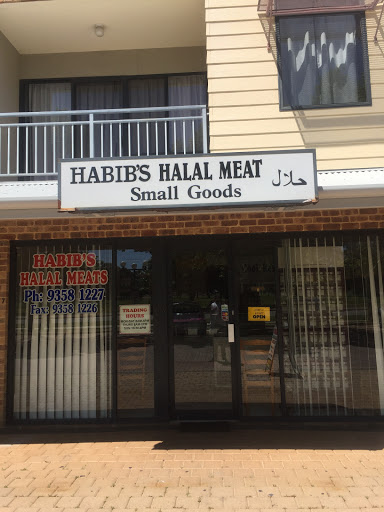 HABIB'S HALAL MEAT حلال
Small Goods
HABIB'S
HALAL MEATS
Ph: 9358 1227
Fax: 9358 1226
TRADING
HOURS
OPEN